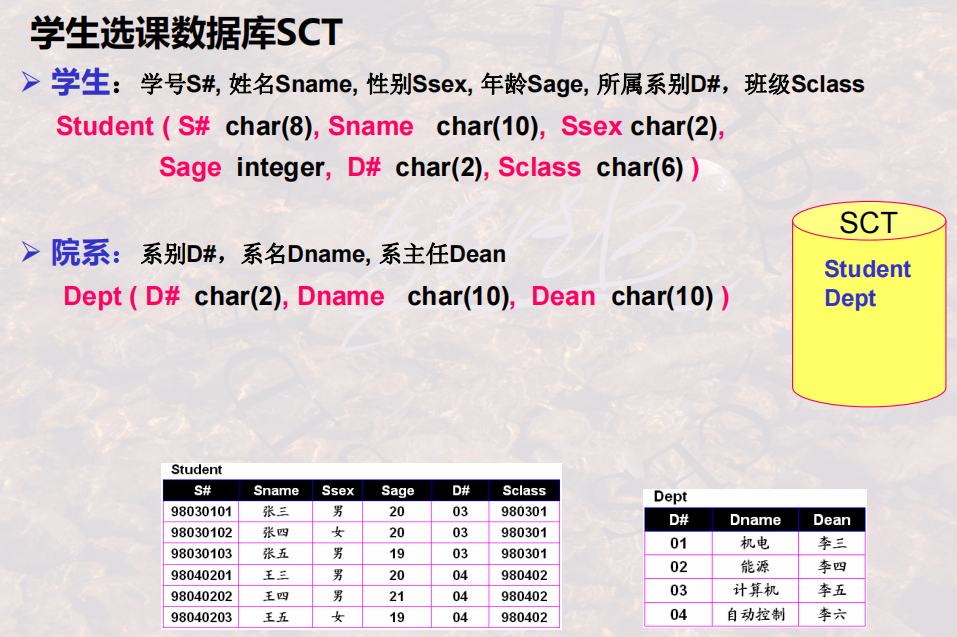 学生选课数据库SCT
学生：学号S#, 姓名Sname, 性别Ssex, 年龄Sage, 所属系别D#，班级Sclass
Student ( S# char(8), Sname char(10), Ssex char(2),
Sage integer, D# char(2), Sclass char(6) )
院系：系别D#，系名Dname, 系主任Dean
Dept ( D# char(2), Dname char(10), Dean char(10) )
SCT
Student
Dept
Student
S# Sname Ssex Sage D# Sclass
98030101 张三 男 20 03 980301
98030102 张四 女 20 03 980301
98030103 张五 男 19 03 980301
98040201 王三 男 20 04 980402
98040202 王四 男 21 04 980402
98040203 王五 女 19 04 980402
Dept
D# Dname Dean
01 机电 李三
02 能源 李四
03 计算机 李五
04 自动控制 李六